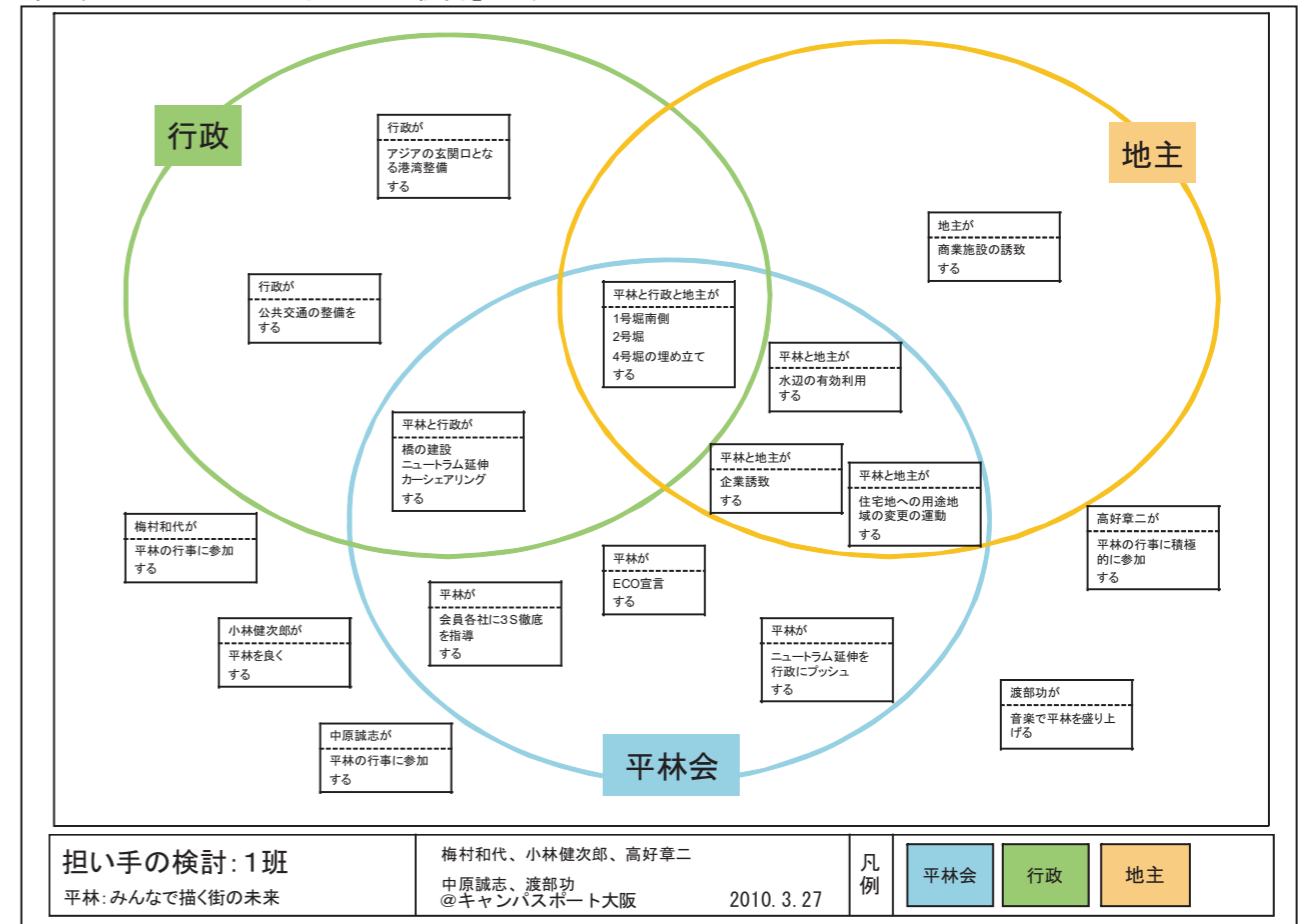 行政
地主
行政が
アジアの玄関口とな
る港湾整備
する
地主が
商業施設の誘致
する
行政が
公共交通の整備を
する
平林と行政と地主が
1号堀南側
2号堀
4号堀の埋め立て
する
平林と地主が
水辺の有効利用
する
平林と行政が
橋の建設
ニュートラム延伸
カーシェアリング
する
平林と地主が
企業誘致
する
平林と地主が
住宅地への用途地
域の変更の運動
する
梅村和代が
平林の行事に参加
する
高好章二が
平林の行事に積極
的に参加
する
平林が
ECO宣言
する
平林が
会員各社に3S徹底
を指導
する
小林健次郎が
平林を良く
する
平林が
ニュートラム延伸を
行政にプッシュ
する
渡部功が
音楽で平林を盛り上
げる
中原誠志が
平林の行事に参加
する
平林会
担い手の検討:1班
平林:みんなで描く街の未来
梅村和代、小林健次郎、高好章二
中原誠志、渡部功
@キャンパスポート大阪 2010.3.27
凡
例
平林会
行政
地主